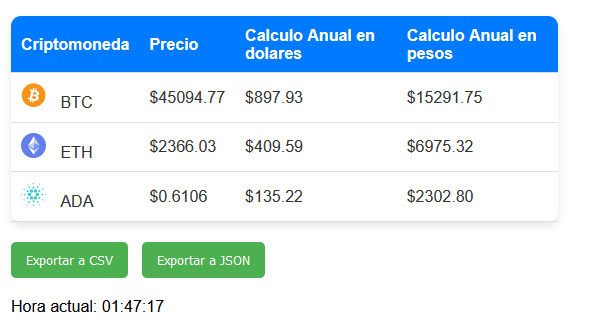 Criptomoneda Precio Calculo Anual en dolares Calculo Anual en pesos
BTC $45094.77 $897.93 $15291.75
ETH $2366.03 $409.59 $6975.32
ADA $0.6106 $135.22 $2302.80
Exportar a CSV Exportar a JSON
Hora actual: 01:47:17